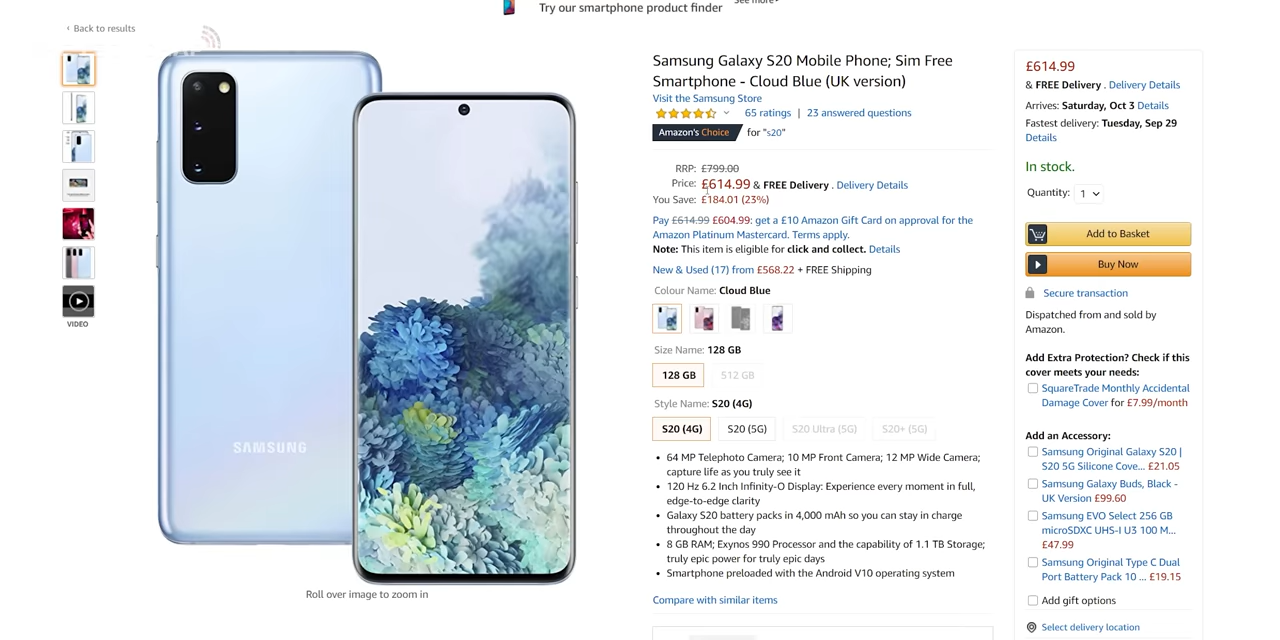 Try our smartphone product finder See more›
‹ Back to results
Samsung Galaxy S20 Mobile Phone; Sim Free
Smartphone - Cloud Blue (UK version)
Visit the Samsung Store
65 ratings | 23 answered questions
Amazon's Choice for "s20"
RRP: £799.00
Price: £614.99 & FREE Delivery . Delivery Details
You Save: £184.01 (23%)
Pay £614.99 £604.99: get a £10 Amazon Gift Card on approval for the
Amazon Platinum Mastercard. Terms apply.
Note: This item is eligible for click and collect. Details
New & Used (17) from £568.22 + FREE Shipping
Colour Name: Cloud Blue
Size Name: 128 GB
128 GB 512 GB
Style Name: S20 (4G)
S20 (4G) S20 (5G) S20 Ultra (5G) S20+ (5G)
• 64 MP Telephoto Camera; 10 MP Front Camera; 12 MP Wide Camera;
capture life as you truly see it
• 120 Hz 6.2 Inch Infinity-O Display: Experience every moment in full,
edge-to-edge clarity
• Galaxy S20 battery packs in 4,000 mAh so you can stay in charge
throughout the day
• 8 GB RAM; Exynos 990 Processor and the capability of 1.1 TB Storage;
truly epic power for truly epic days
• Smartphone preloaded with the Android V10 operating system
Compare with similar items
VIDEO
SAMSUNG
Roll over image to zoom in
£614.99
& FREE Delivery . Delivery Details
Arrives: Saturday, Oct 3 Details
Fastest delivery: Tuesday, Sep 29
Details
In stock.
Quantity: 1
Add to Basket
Buy Now
Secure transaction
Dispatched from and sold by
Amazon.
Add Extra Protection? Check if this
cover meets your needs:
SquareTrade Monthly Accidental
Damage Cover for £7.99/month
Add an Accessory:
Samsung Original Galaxy S20 |
S20 5G Silicone Cove... £21.05
Samsung Galaxy Buds, Black -
UK Version £99.60
Samsung EVO Select 256 GB
microSDXC UHS-I U3 100 M...
£47.99
Samsung Original Type C Dual
Port Battery Pack 10 ... £19.15
Add gift options
Select delivery location